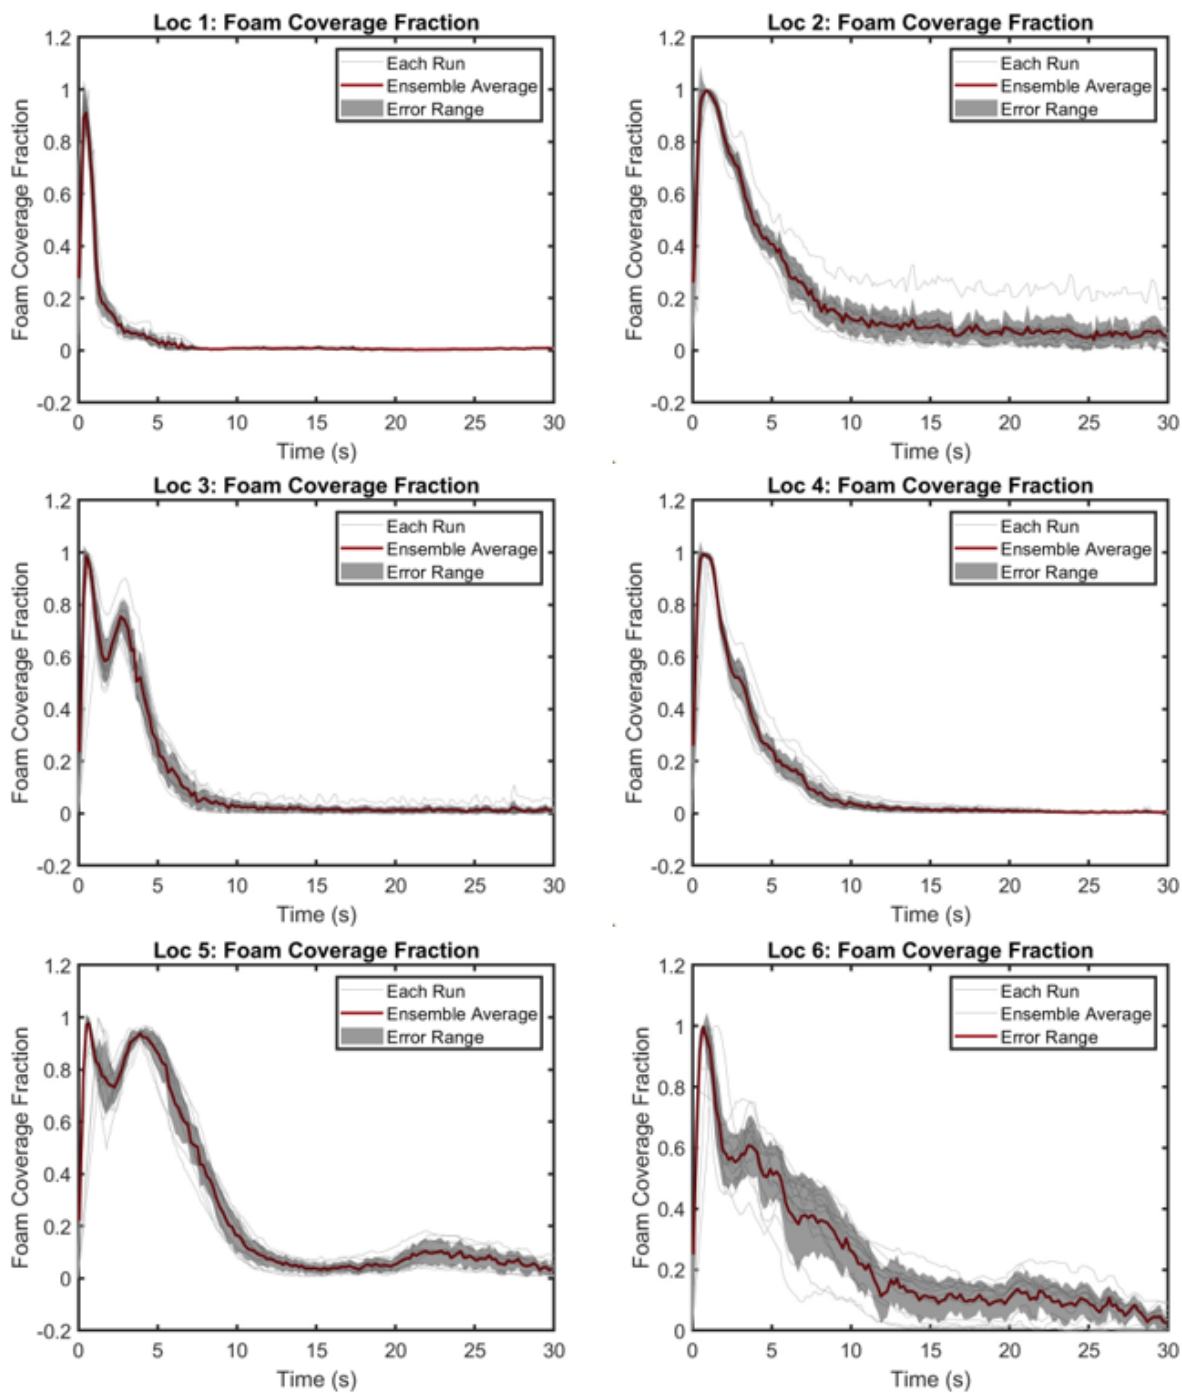 Loc 1: Foam Coverage Fraction
1.2
1
0.8
0.6
0.4
0.2
0
-0.2
Foam Coverage Fraction
Each Run
Ensemble Average
Error Range
0 5 10 15 20 25 30
Time (s)
Loc 2: Foam Coverage Fraction
1.2
1
0.8
0.6
0.4
0.2
0
-0.2
Foam Coverage Fraction
Each Run
Ensemble Average
Error Range
0 5 10 15 20 25 30
Time (s)
Loc 3: Foam Coverage Fraction
1.2
1
0.8
0.6
0.4
0.2
0
-0.2
Foam Coverage Fraction
Each Run
Ensemble Average
Error Range
0 5 10 15 20 25 30
Time (s)
Loc 4: Foam Coverage Fraction
1.2
1
0.8
0.6
0.4
0.2
0
-0.2
Foam Coverage Fraction
Each Run
Ensemble Average
Error Range
0 5 10 15 20 25 30
Time (s)
Loc 5: Foam Coverage Fraction
1.2
1
0.8
0.6
0.4
0.2
0
-0.2
Foam Coverage Fraction
Each Run
Ensemble Average
Error Range
0 5 10 15 20 25 30
Time (s)
Loc 6: Foam Coverage Fraction
1.2
1
0.8
0.6
0.4
0.2
0
Foam Coverage Fraction
Each Run
Ensemble Average
Error Range
0 5 10 15 20 25 30
Time (s)